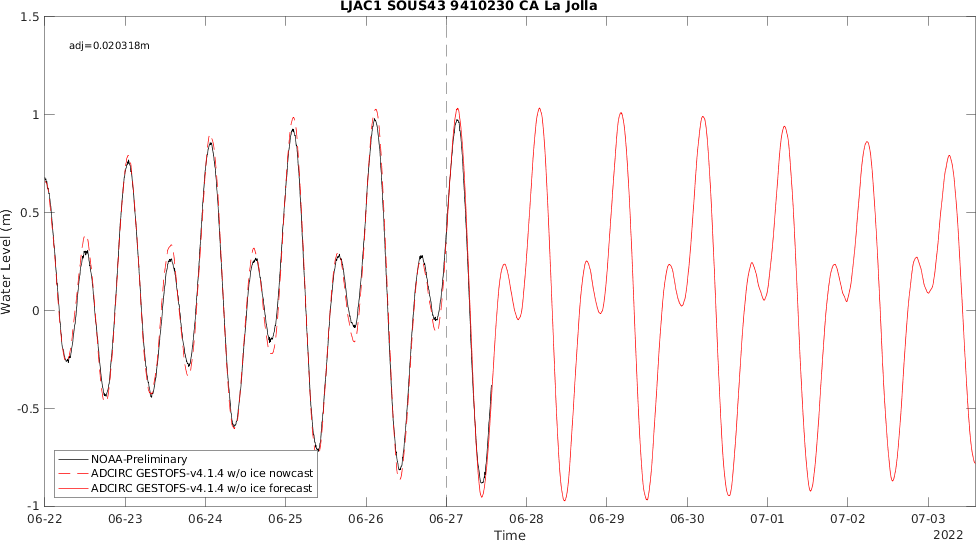 LJAC1 SOUS43 9410230 CA La Jolla
adj=0.020318m
1.5
1
0.5
0
-0.5
-1
Water Level (m)
NOAA-Preliminary
ADCIRC GESTOFS-v4.1.4 w/o ice nowcast
ADCIRC GESTOFS-v4.1.4 w/o ice forecast
06-22 06-23 06-24 06-25 06-26 06-27 06-28 06-29 06-30 07-01 07-02 07-03
Time
2022